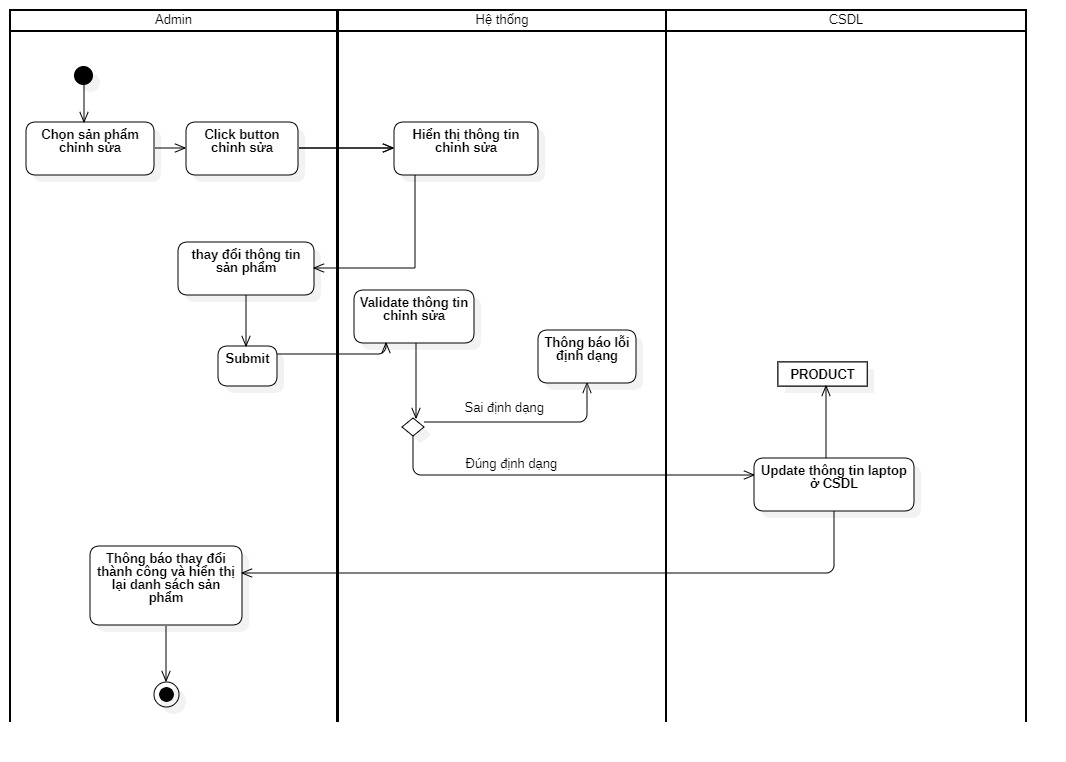 Admin
Hệ thống
CSDL
Chọn sản phẩm
chỉnh sửa
Click button
chỉnh sửa
Hiển thị thông tin
chỉnh sửa
thay đổi thông tin
sản phẩm
Validate thông tin
chỉnh sửa
Submit
Thông báo lỗi
định dạng
PRODUCT
Sai định dạng
Đúng định dạng
Update thông tin laptop
ở CSDL
Thông báo thay đổi
thành công và hiển thị
lại danh sách sản
phẩm